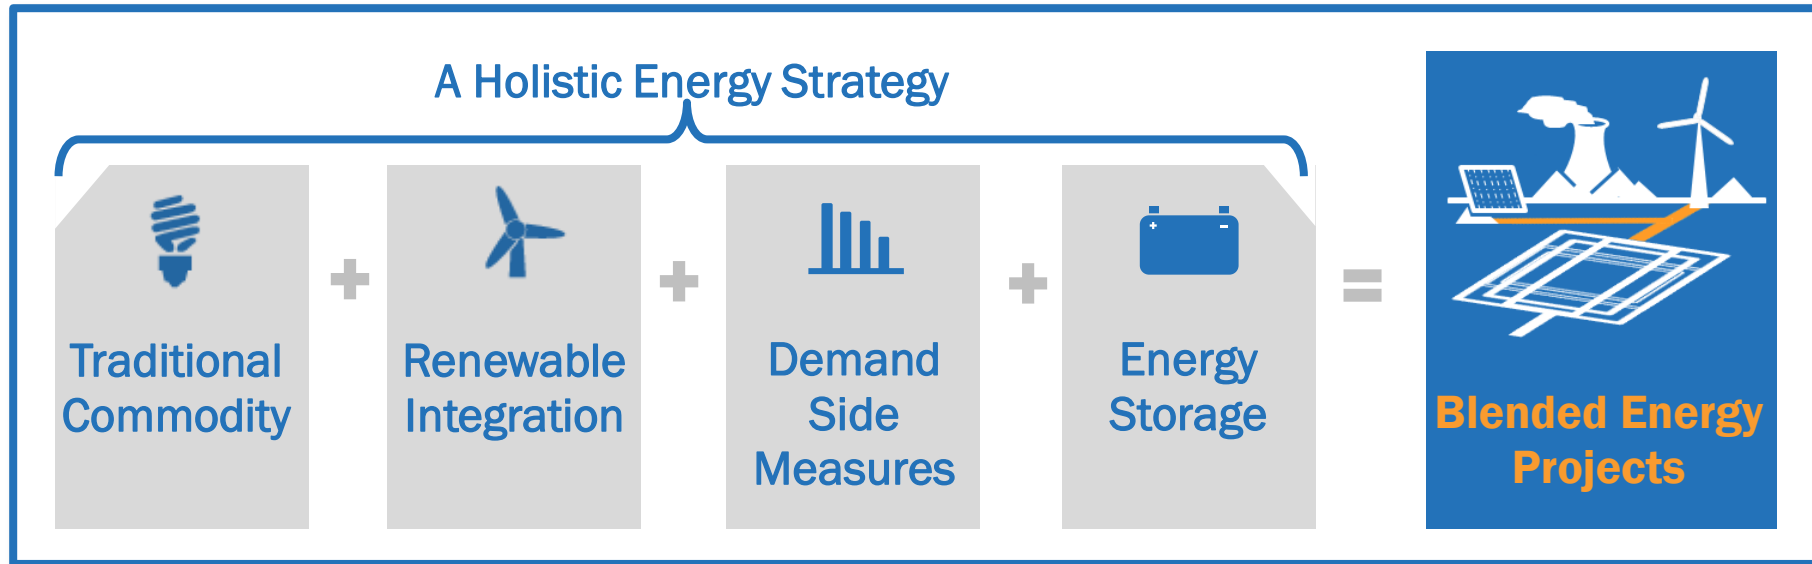 A Holistic Energy Strategy
Traditional
Commodity
+
Renewable
Integration
+
Demand
Side
Measures
+
Energy
Storage
=
Blended Energy
Projects